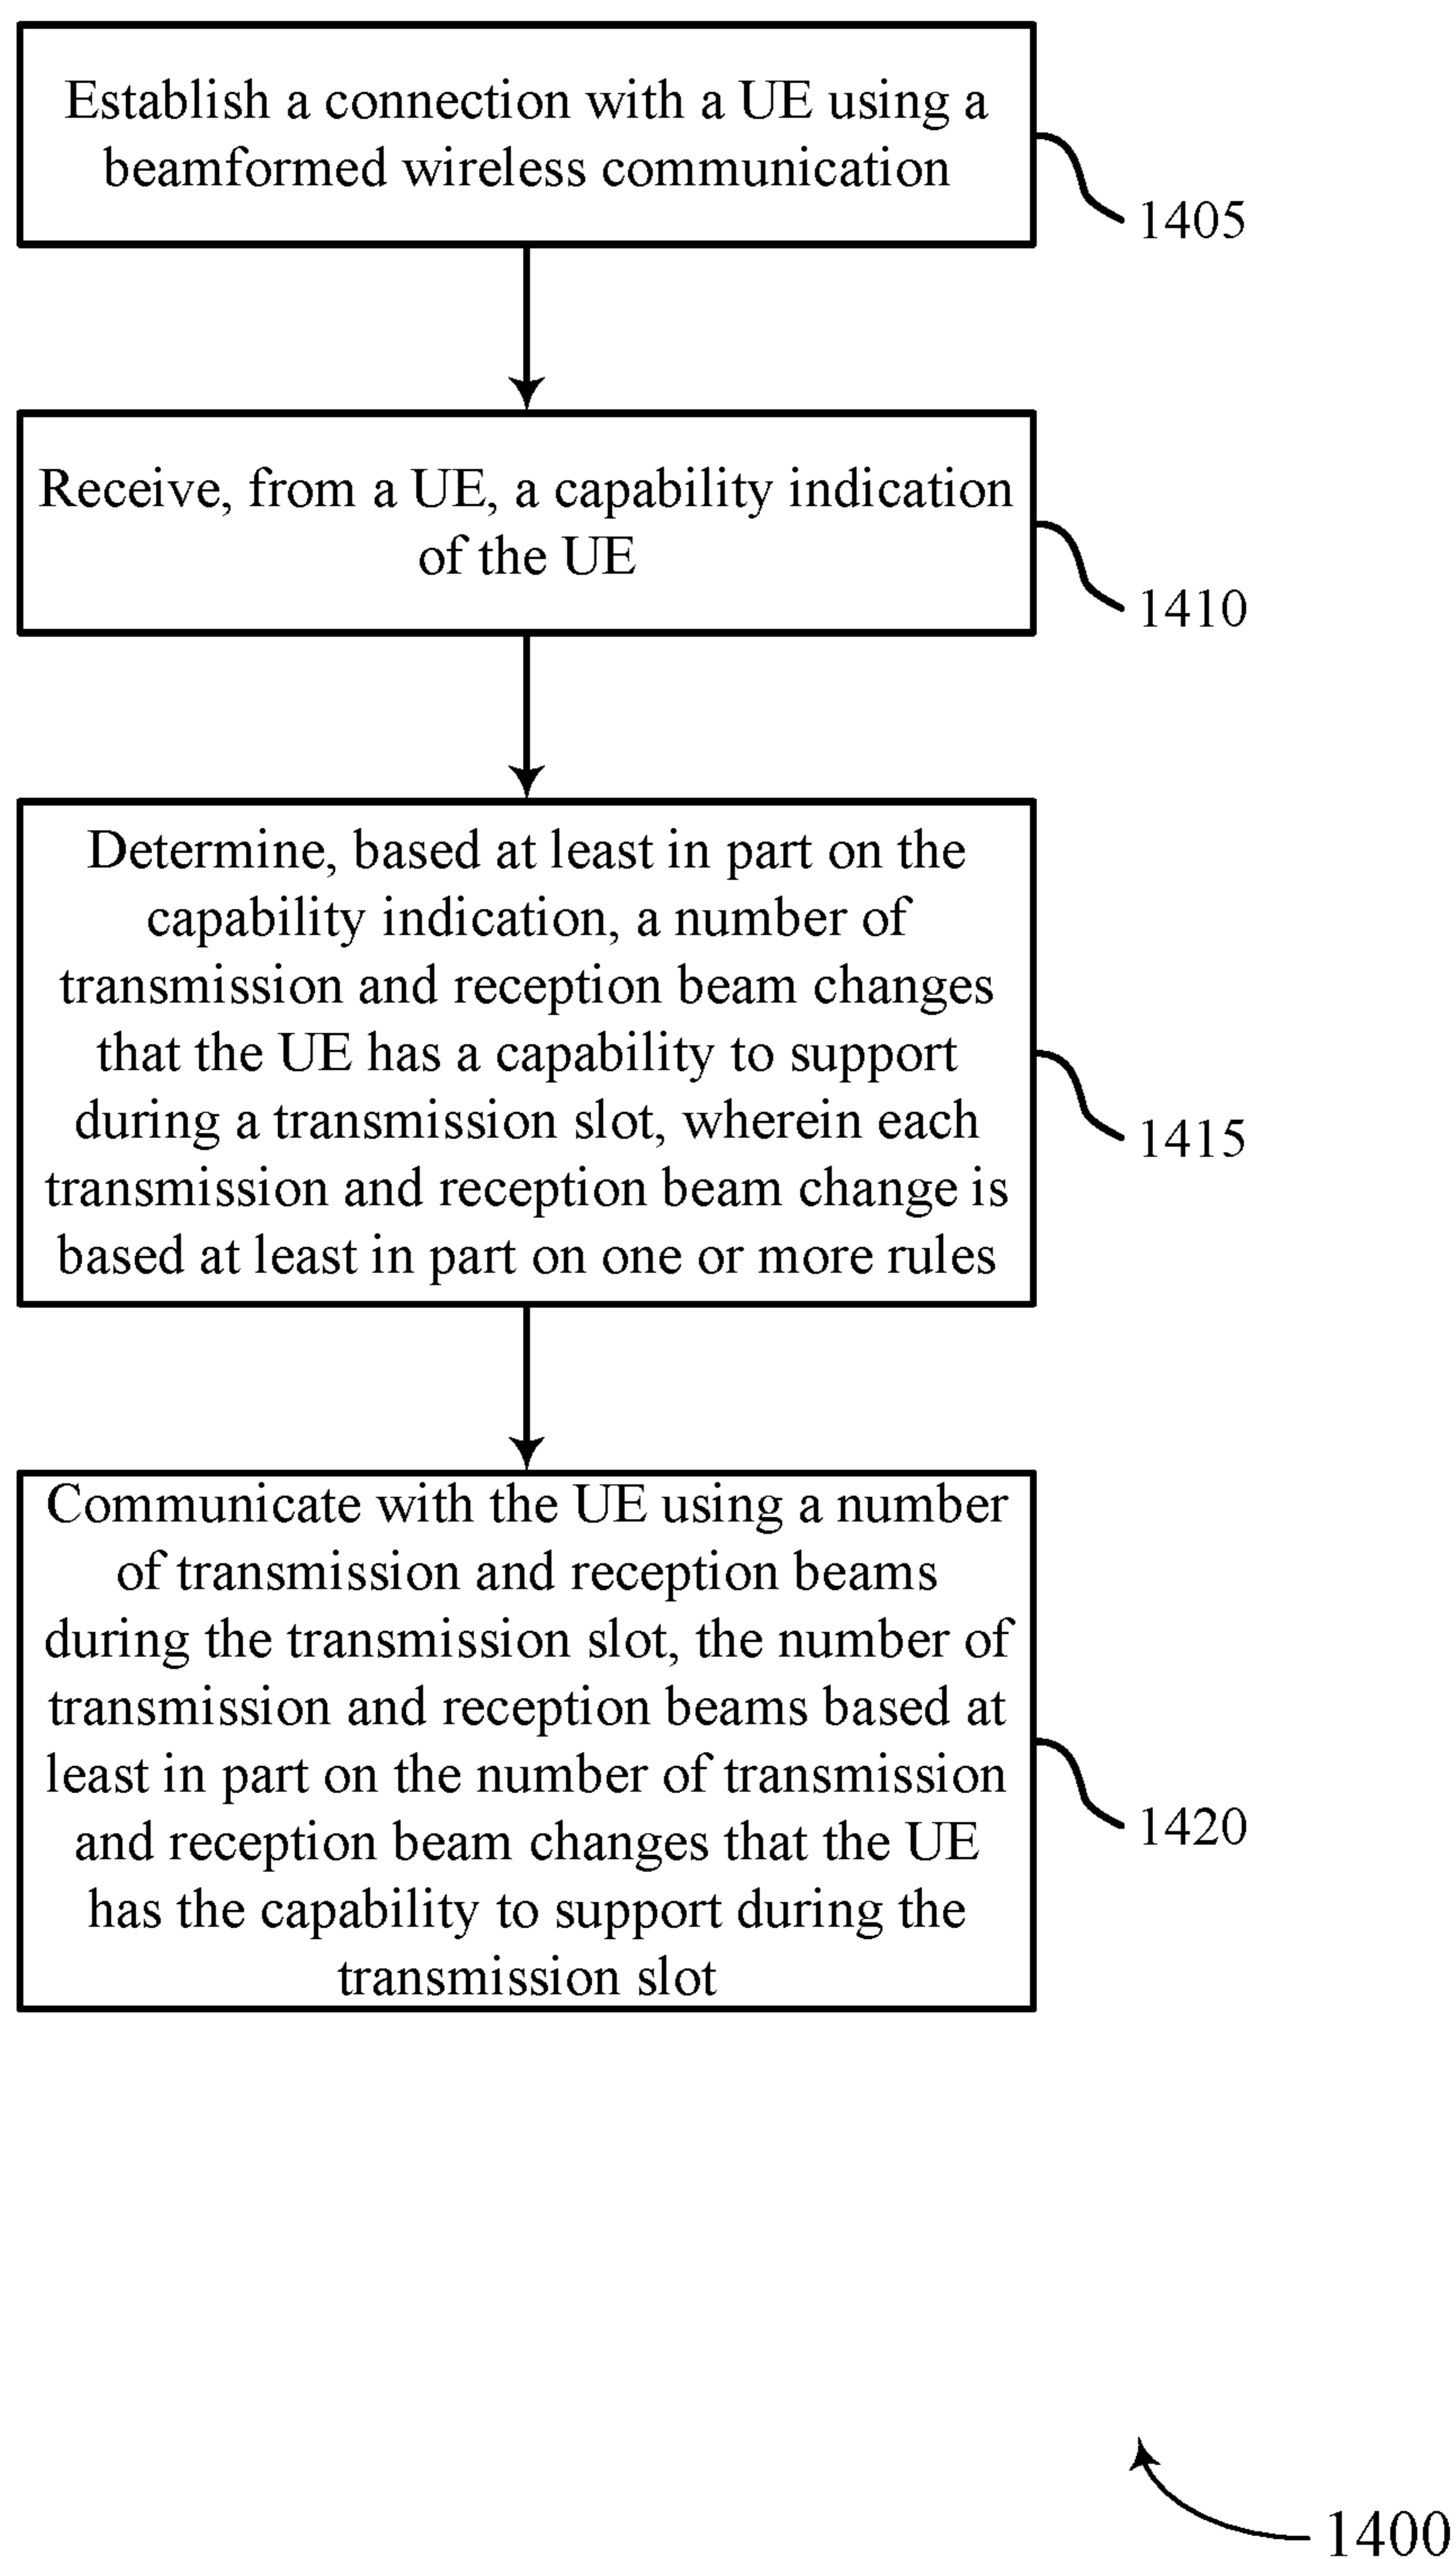 Establish a connection with a UE using a
beamformed wireless communication
1405
Receive, from a UE, a capability indication
of the UE
1410
Determine, based at least in part on the
capability indication, a number of
transmission and reception beam changes
that the UE has a capability to support
during a transmission slot, wherein each
transmission and reception beam change is
based at least in part on one or more rules
1415
Communicate with the UE using a number
of transmission and reception beams
during the transmission slot, the number of
transmission and reception beams based at
least in part on the number of transmission
and reception beam changes that the UE
has the capability to support during the
transmission slot
1420
1400